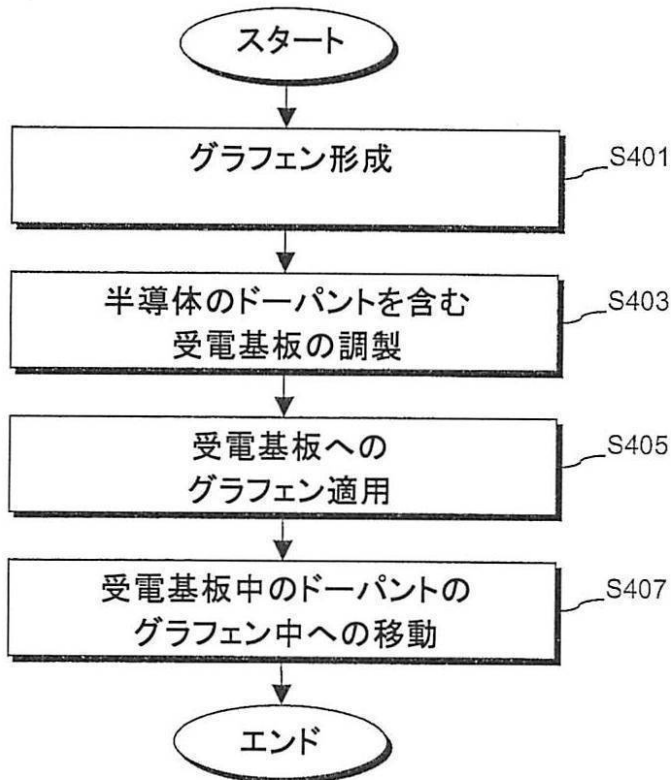 スタート
グラフェン形成
S401
半導体のドーパントを含む
受電基板の調製
S403
受電基板への
グラフェン適用
S405
受電基板中のドーパントの
グラフェン中への移動
S407
エンド